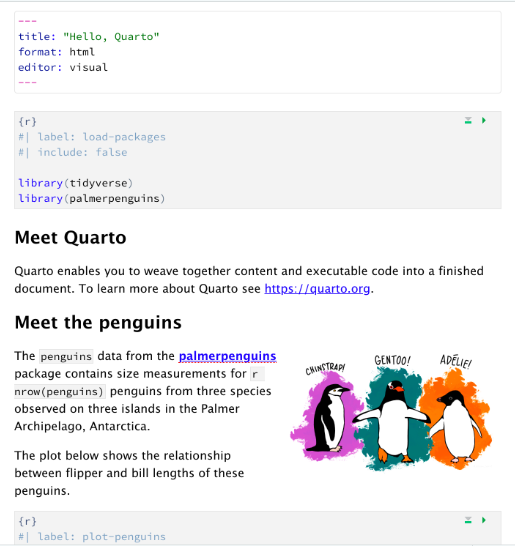 ---
title: "Hello, Quarto"
format: html
editor: visual
---
{r}
#| label: load-packages
#| include: false
library(tidyverse)
library(palmerpenguins)
Meet Quarto
Quarto enables you to weave together content and executable code into a finished
document. To learn more about Quarto see https://quarto.org.
Meet the penguins
The penguins data from the palmerpenguins
package contains size measurements for r
nrow(penguins) penguins from three species
observed on three islands in the Palmer
Archipelago, Antarctica.
The plot below shows the relationship
between flipper and bill lengths of these
penguins.
CHINSTRAP!
GENTOO!
ADÉLIE!
{r}
#| label: plot-penguins